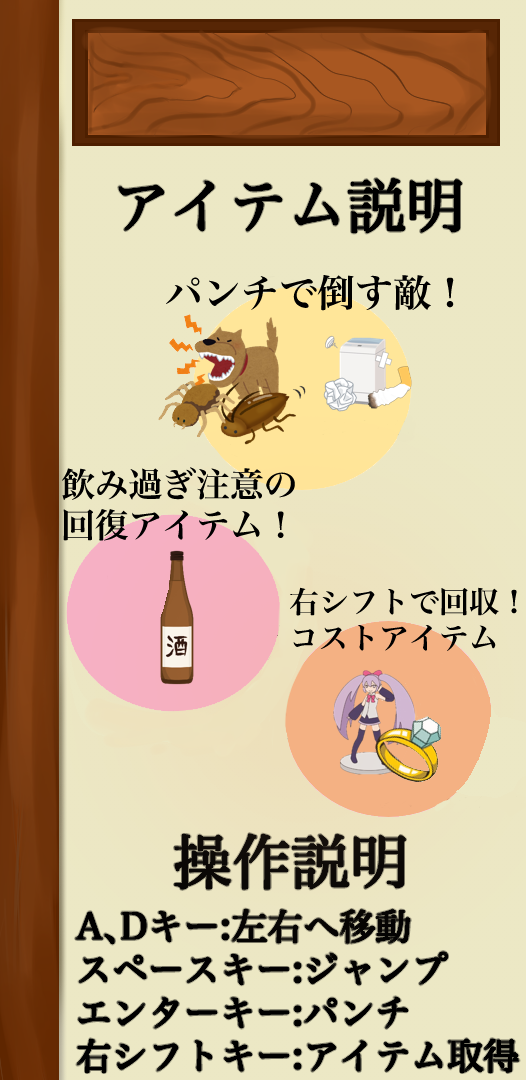 アイテム説明
パンチで倒す敵！
飲み過ぎ注意の
回復アイテム！
酒
右シフトで回収！
コストアイテム
操作説明
A、Dキー:左右へ移動
スペースキー:ジャンプ
エンターキー:パンチ
右シフトキー:アイテム取得